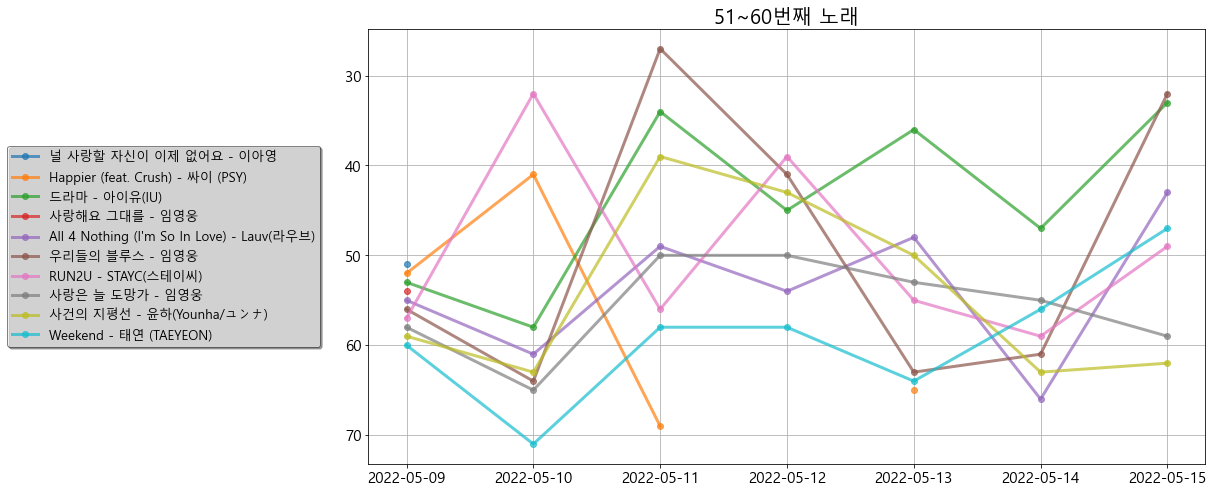 51~60번째 노래
널 사랑할 자신이 이제 없어요 - 이아영
Happier (feat. Crush) - 싸이 (PSY)
드라마 - 아이유(IU)
사랑해요 그대를 - 임영웅
All 4 Nothing (I'm So In Love) - Lauv(라우브)
우리들의 블루스 - 임영웅
RUN2U - STAYC(스테이씨)
사랑은 늘 도망가 - 임영웅
사건의 지평선 - 윤하(Younha/ユンナ)
Weekend - 태연 (TAEYEON)
30
40
50
60
70
2022-05-09 2022-05-10 2022-05-11 2022-05-12 2022-05-13 2022-05-14 2022-05-15